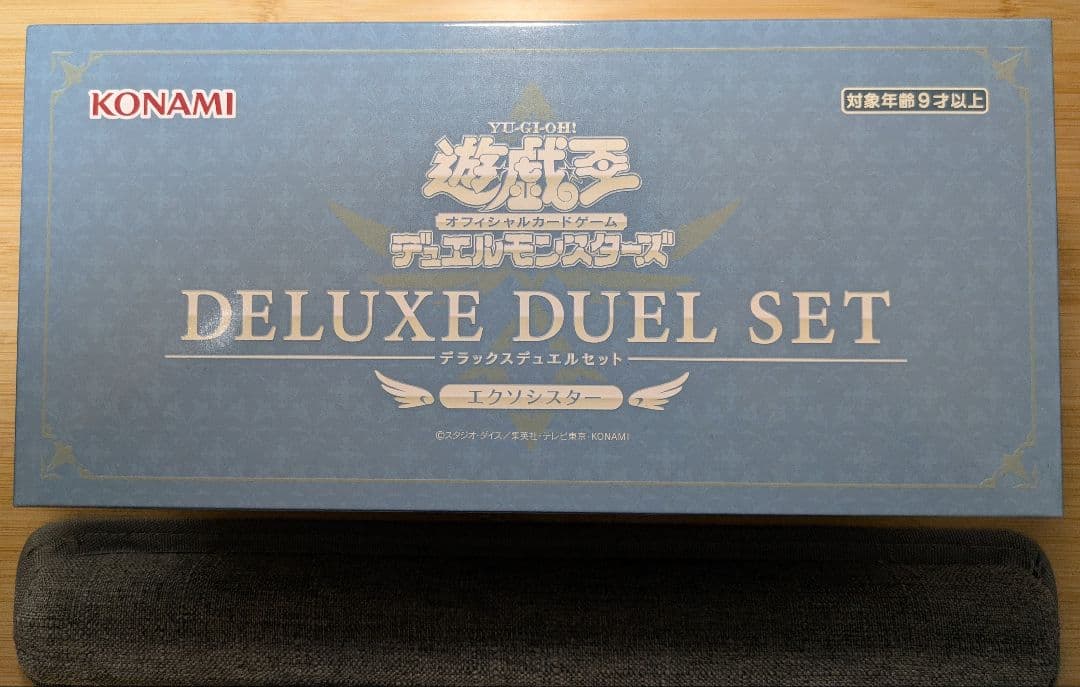 KONAMI
対象年齢9才以上
YU-GI-OH!
遊戯王
オフィシャルカードゲーム
デュエルモンスターズ
DELUXE DUEL SET
デラックスデュエルセット
エクソシスター
©スタジオ・ダイス／集英社・テレビ東京・KONAMI